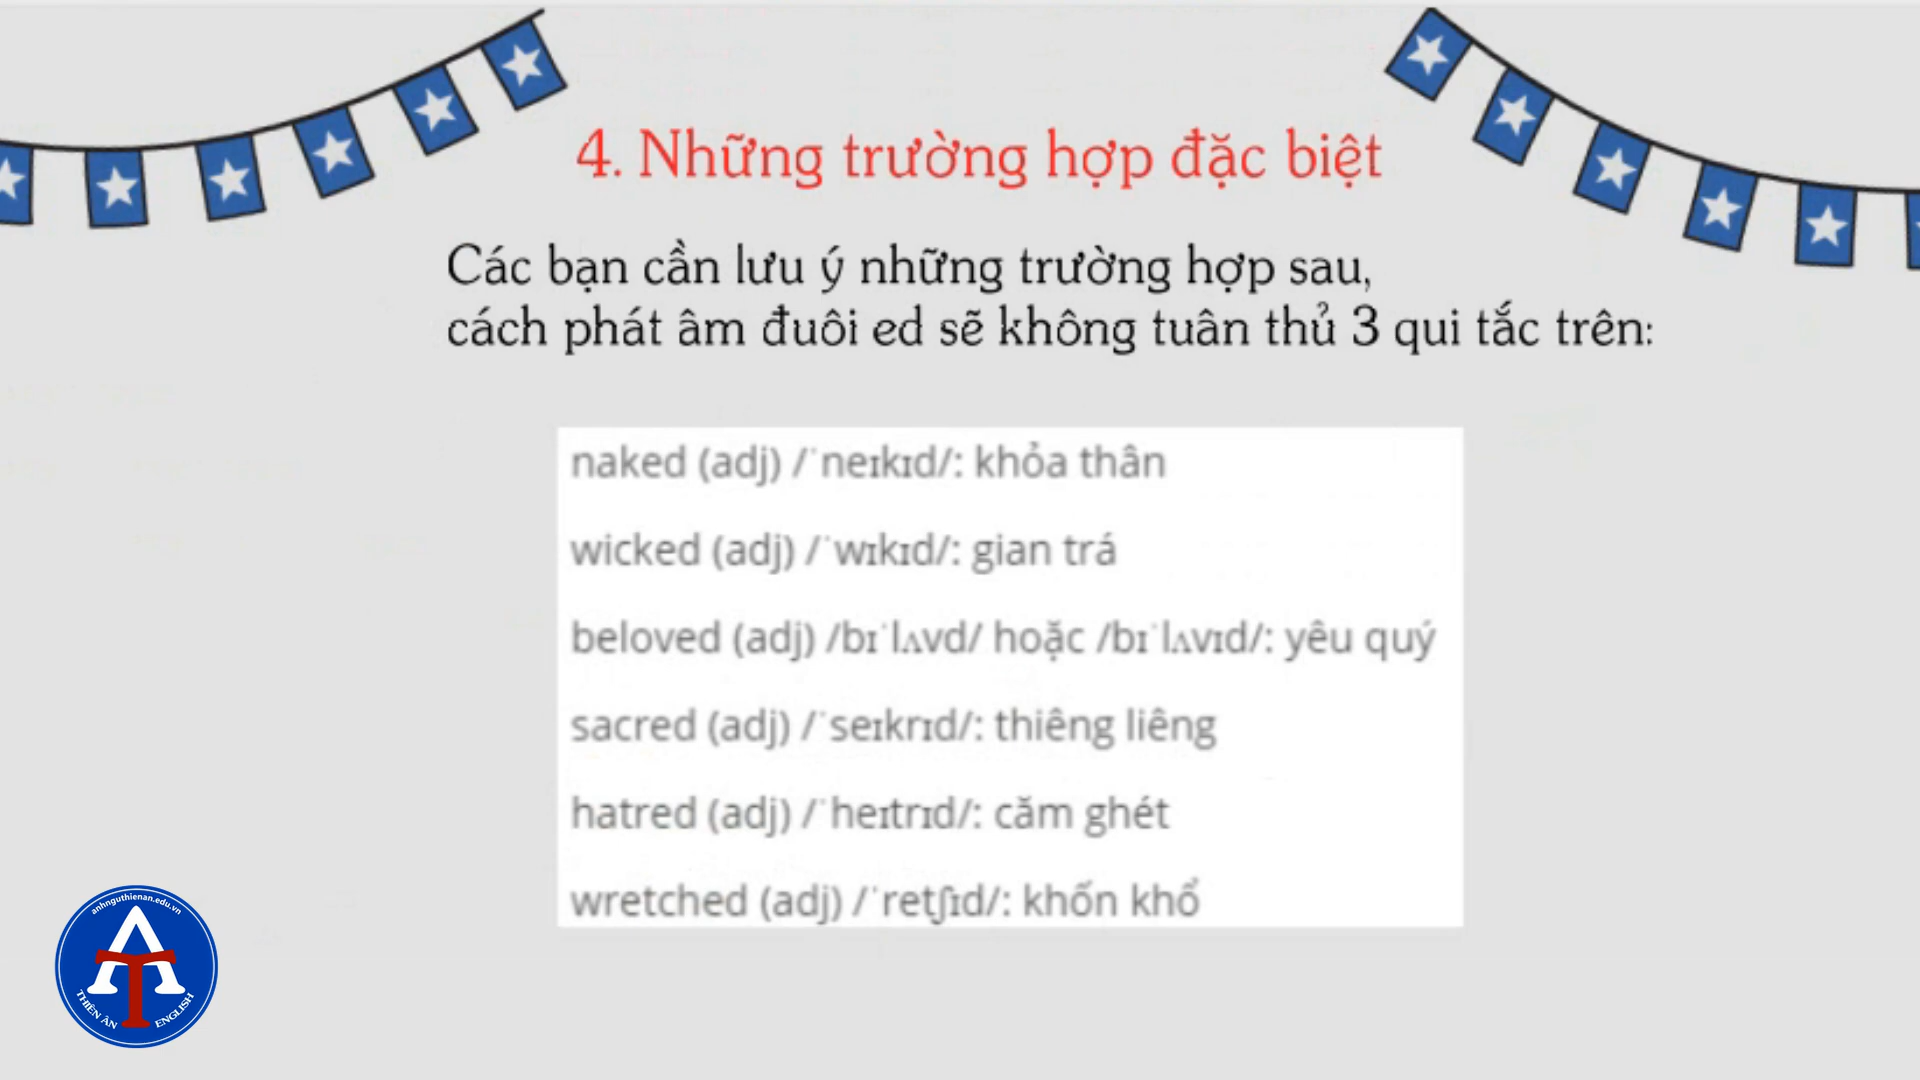 4. Những trường hợp đặc biệt
Các bạn cần lưu ý những trường hợp sau,
cách phát âm đuôi ed sẽ không tuân thủ 3 qui tắc trên:
naked (adj) /ˈneɪkɪd/: khỏa thân
wicked (adj) /ˈwɪkɪd/: gian trá
beloved (adj) /bɪˈlʌvd/ hoặc /bɪˈlʌvɪd/: yêu quý
sacred (adj) /ˈseɪkrɪd/: thiêng liêng
hatred (adj) /ˈheɪtrɪd/: căm ghét
wretched (adj) /ˈretʃɪd/: khốn khổ
anhnguthienan.edu.vn
AT
THIÊN ÂN ENGLISH